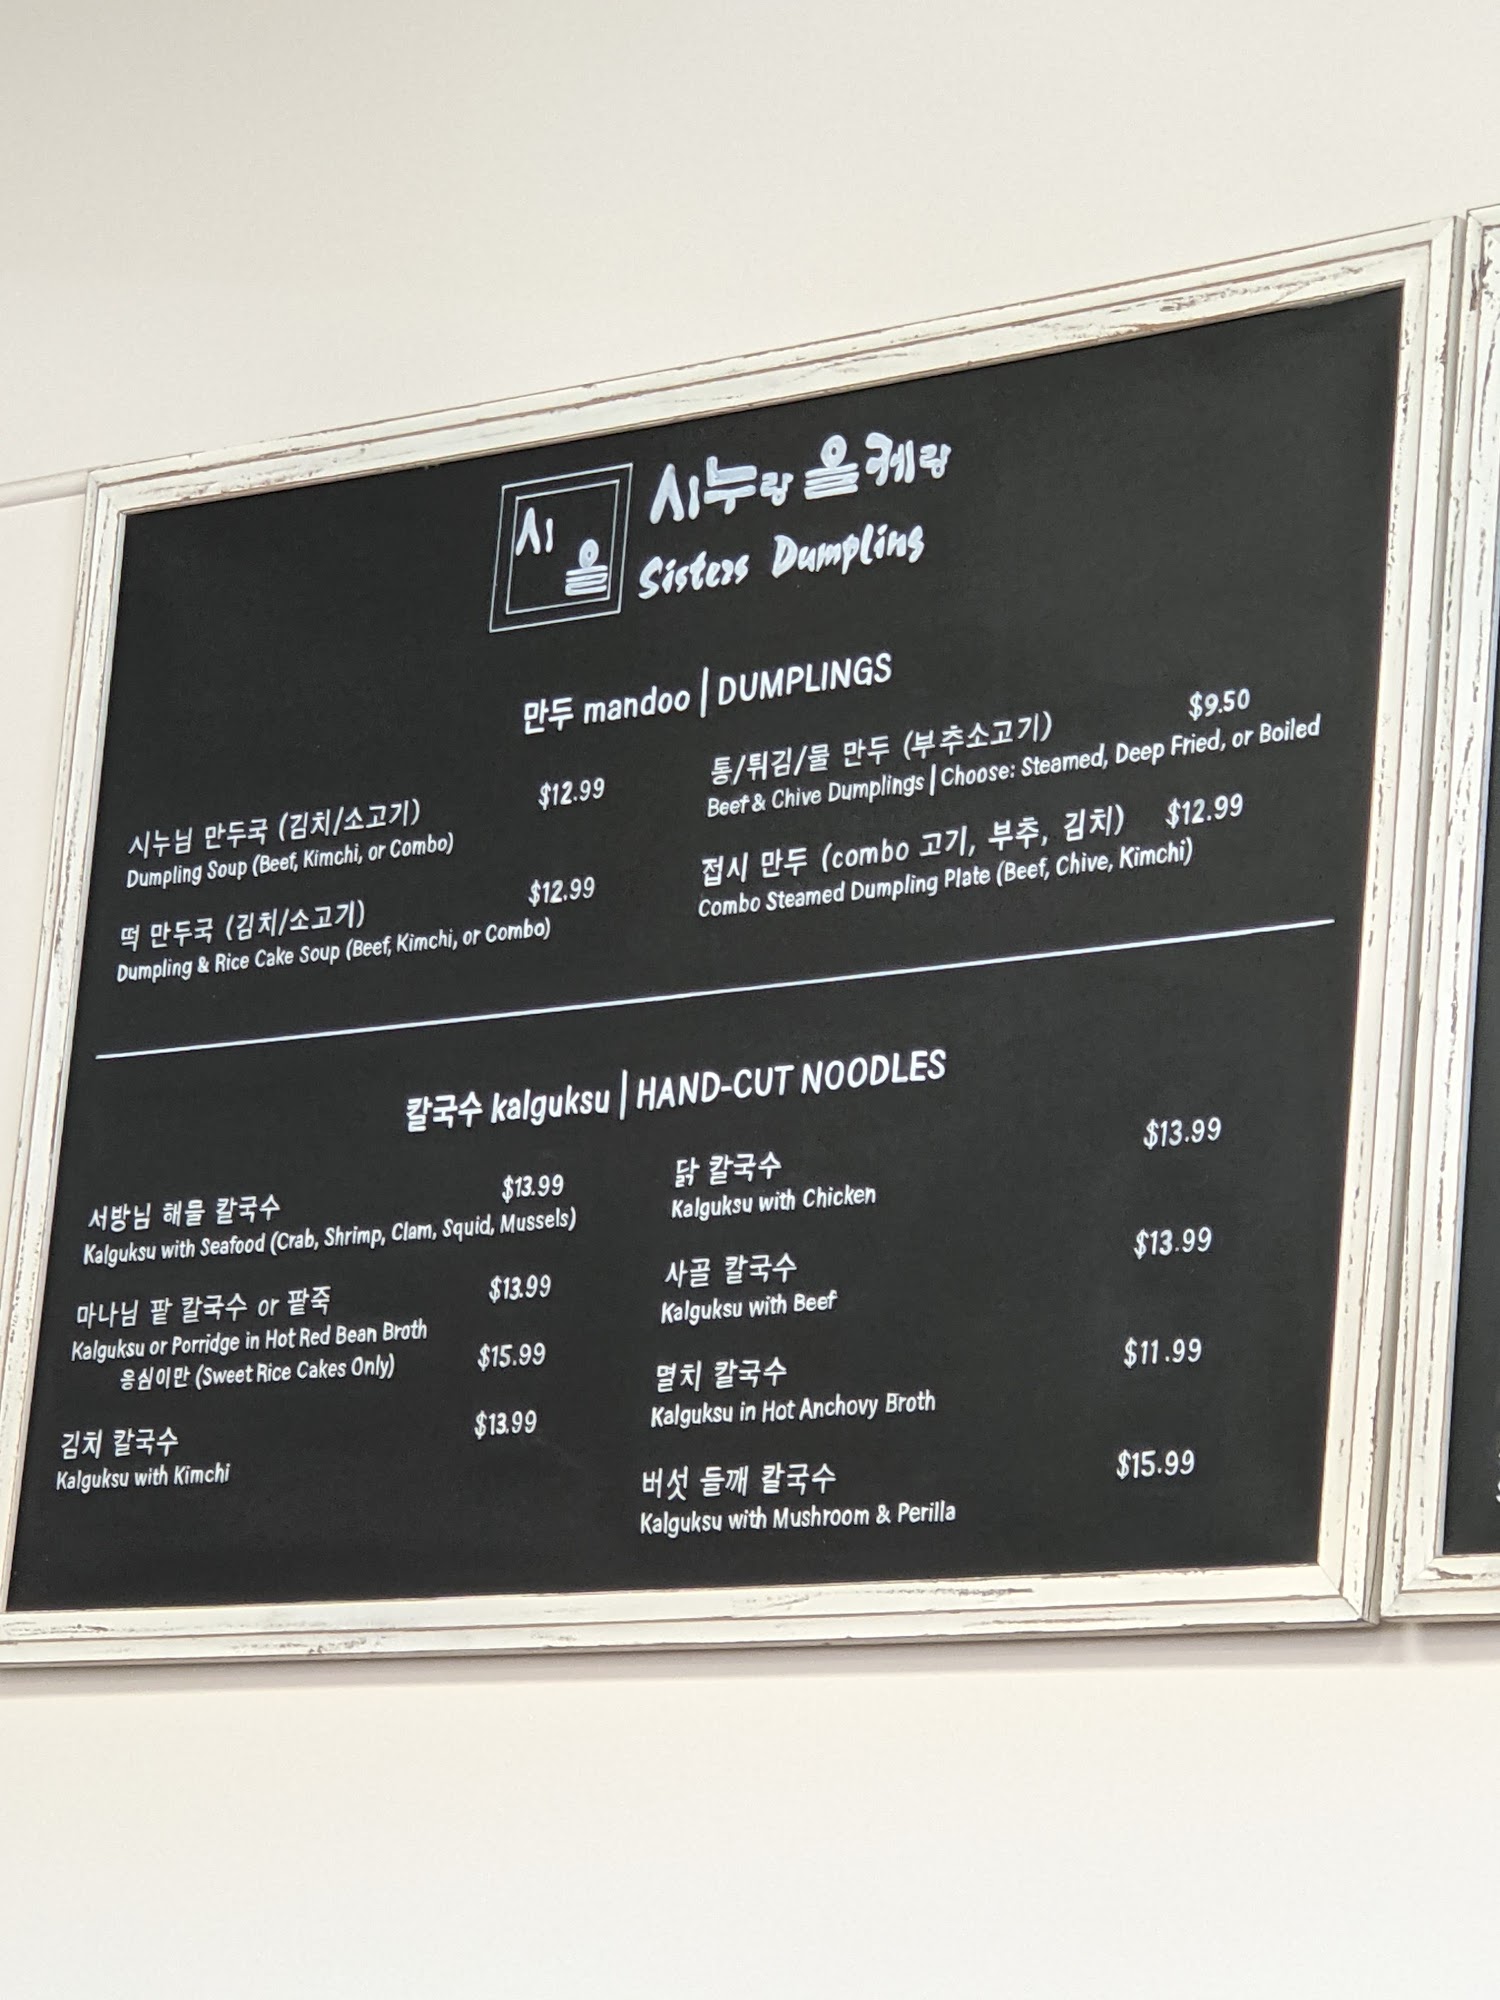 시
올
시누랑 올케랑
Sisters Dumpling
만두 mandoo | DUMPLINGS
시누님 만두국 (김치/소고기) $12.99
Dumpling Soup (Beef, Kimchi, or Combo)
떡 만두국 (김치/소고기) $12.99
Dumpling & Rice Cake Soup (Beef, Kimchi, or Combo)
통/튀김/물 만두 (부추소고기) $9.50
Beef & Chive Dumplings | Choose: Steamed, Deep Fried, or Boiled
접시 만두 (combo 고기, 부추, 김치) $12.99
Combo Steamed Dumpling Plate (Beef, Chive, Kimchi)
칼국수 kalguksu | HAND-CUT NOODLES
서방님 해물 칼국수 $13.99
Kalguksu with Seafood (Crab, Shrimp, Clam, Squid, Mussels)
마나님 팥 칼국수 or 팥죽 $13.99
Kalguksu or Porridge in Hot Red Bean Broth
옹심이만 (Sweet Rice Cakes Only) $15.99
김치 칼국수 $13.99
Kalguksu with Kimchi
닭 칼국수 $13.99
Kalguksu with Chicken
사골 칼국수 $13.99
Kalguksu with Beef
멸치 칼국수 $11.99
Kalguksu in Hot Anchovy Broth
버섯 들깨 칼국수 $15.99
Kalguksu with Mushroom & Perilla